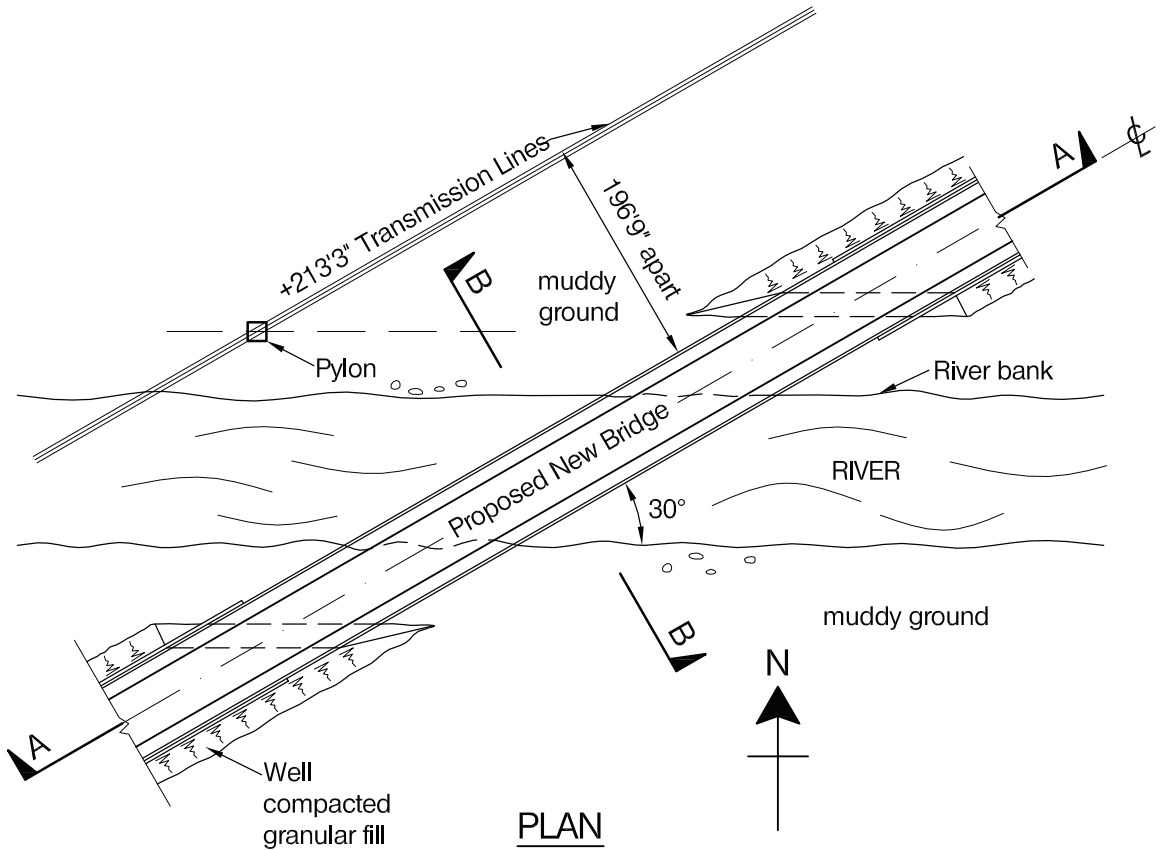 +213'3" Transmission Lines
196'9" apart
A
℄
B
muddy
ground
Pylon
River bank
Proposed New Bridge
RIVER
30°
muddy ground
B
N
A
Well
compacted
granular fill
PLAN